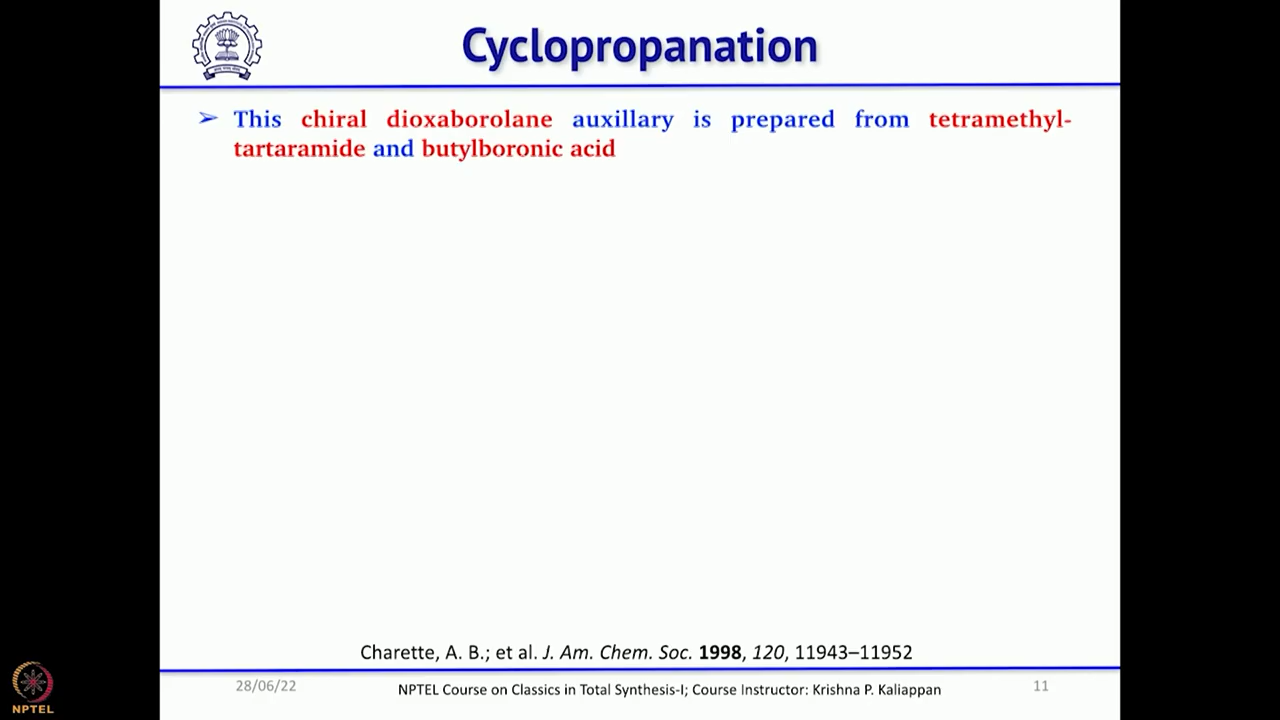 Cyclopropanation
➢ This chiral dioxaborolane auxillary is prepared from tetramethyl-
tartaramide and butylboronic acid
Charette, A. B.; et al. J. Am. Chem. Soc. 1998, 120, 11943–11952
28/06/22
NPTEL Course on Classics in Total Synthesis-I; Course Instructor: Krishna P. Kaliappan
11
NPTEL